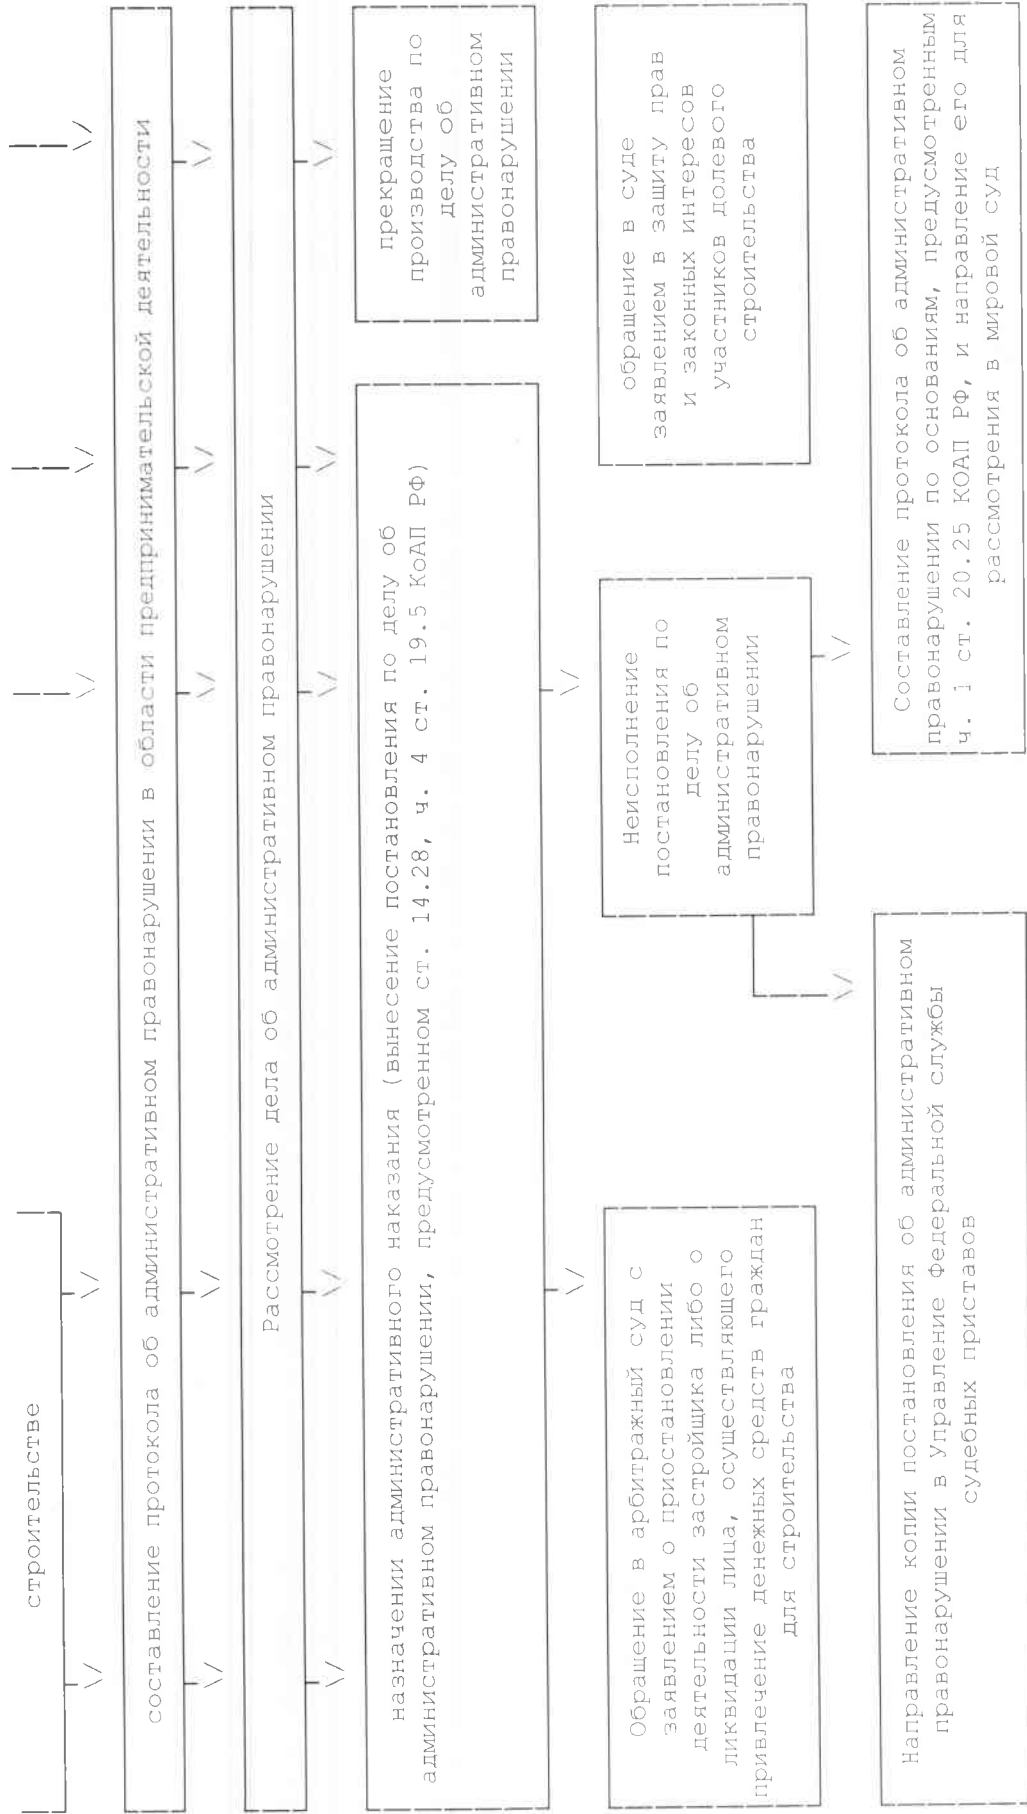 строительстве
составление протокола об административном правонарушении в области предпринимательской деятельности
Рассмотрение дела об административном правонарушении
назначении административного наказания (вынесение постановления по делу об
административном правонарушении, предусмотренном ст. 14.28, ч. 4 ст. 19.5 КоАП РФ)
прекращение
производства по
делу об
административном
правонарушении
Обращение в арбитражный суд с
заявлением о приостановлении
деятельности застройщика либо о
ликвидации лица, осуществляющего
привлечение денежных средств граждан
для строительства
Неисполнение
постановления по
делу об
административном
правонарушении
обращение в суде
заявлением в защиту прав
и законных интересов
участников долевого
строительства
Направление копии постановления об административном
правонарушении в Управление федеральной службы
судебных приставов
Составление протокола об административном
правонарушении по основаниям, предусмотренным
ч. 1 ст. 20.25 КОАП РФ, и направление его для
рассмотрения в мировой суд